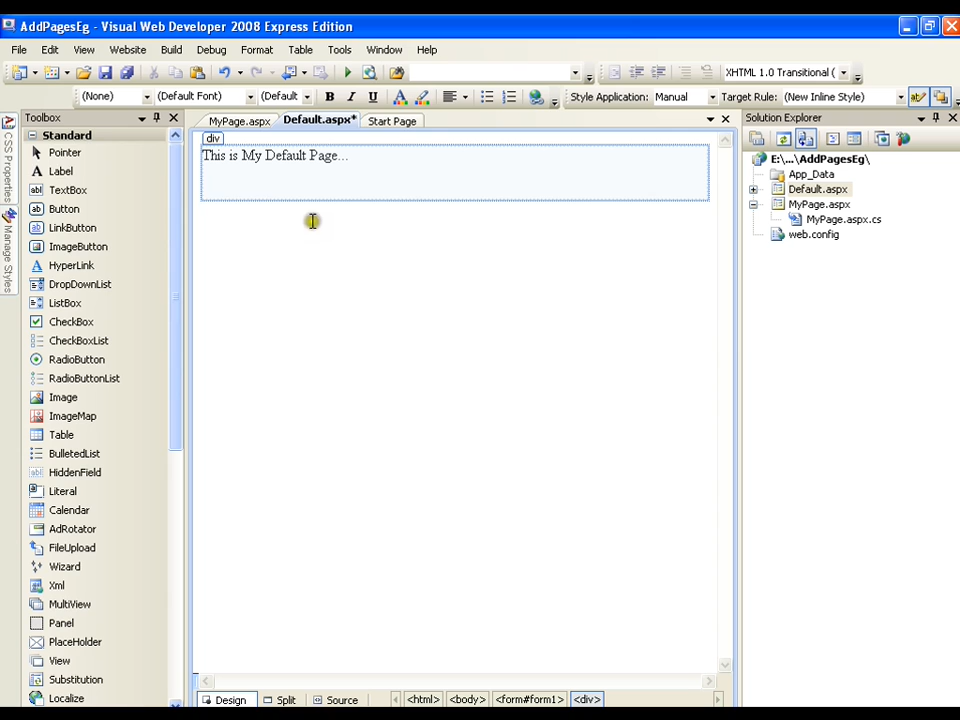 AddPagesEg - Visual Web Developer 2008 Express Edition
File Edit View Website Build Debug Format Table Tools Window Help
XHTML 1.0 Transitional (
(None) (Default Font) (Default B I U A Style Application: Manual Target Rule: (New Inline Style)
CSS Properties
Manage Styles
Toolbox
Standard
Pointer
Label
TextBox
Button
LinkButton
ImageButton
HyperLink
DropDownList
ListBox
CheckBox
CheckBoxList
RadioButton
RadioButtonList
Image
ImageMap
Table
BulletedList
HiddenField
Literal
Calendar
AdRotator
FileUpload
Wizard
Xml
MultiView
Panel
PlaceHolder
View
Substitution
Localize
MyPage.aspx Default.aspx* Start Page
div
This is My Default Page...
Design Split Source <html> <body> <form#form1> <div>
Solution Explorer
E:\...\AddPagesEg\
App_Data
Default.aspx
MyPage.aspx
MyPage.aspx.cs
web.config